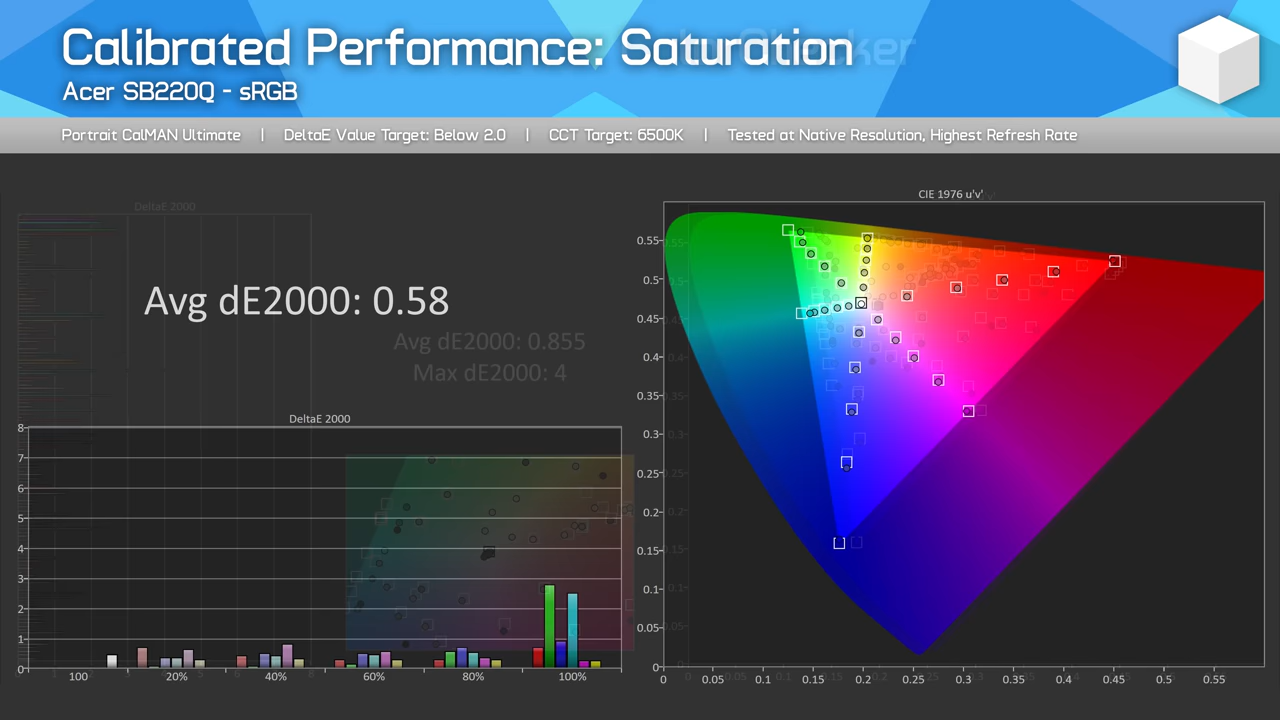 Calibrated Performance: Saturation
Acer SB220Q - sRGB
Portrait CalMAN Ultimate | DeltaE Value Target: Below 2.0 | CCT Target: 6500K | Tested at Native Resolution, Highest Refresh Rate
DeltaE 2000
Avg dE2000: 0.58
Avg dE2000: 0.855
Max dE2000: 4
DeltaE 2000
8
7
6
5
4
3
2
1
0
100 20% 40% 60% 80% 100%
CIE 1976 u'v'
0.55
0.5
0.45
0.4
0.35
0.3
0.25
0.2
0.15
0.1
0.05
0
0 0.05 0.1 0.15 0.2 0.25 0.3 0.35 0.4 0.45 0.5 0.55